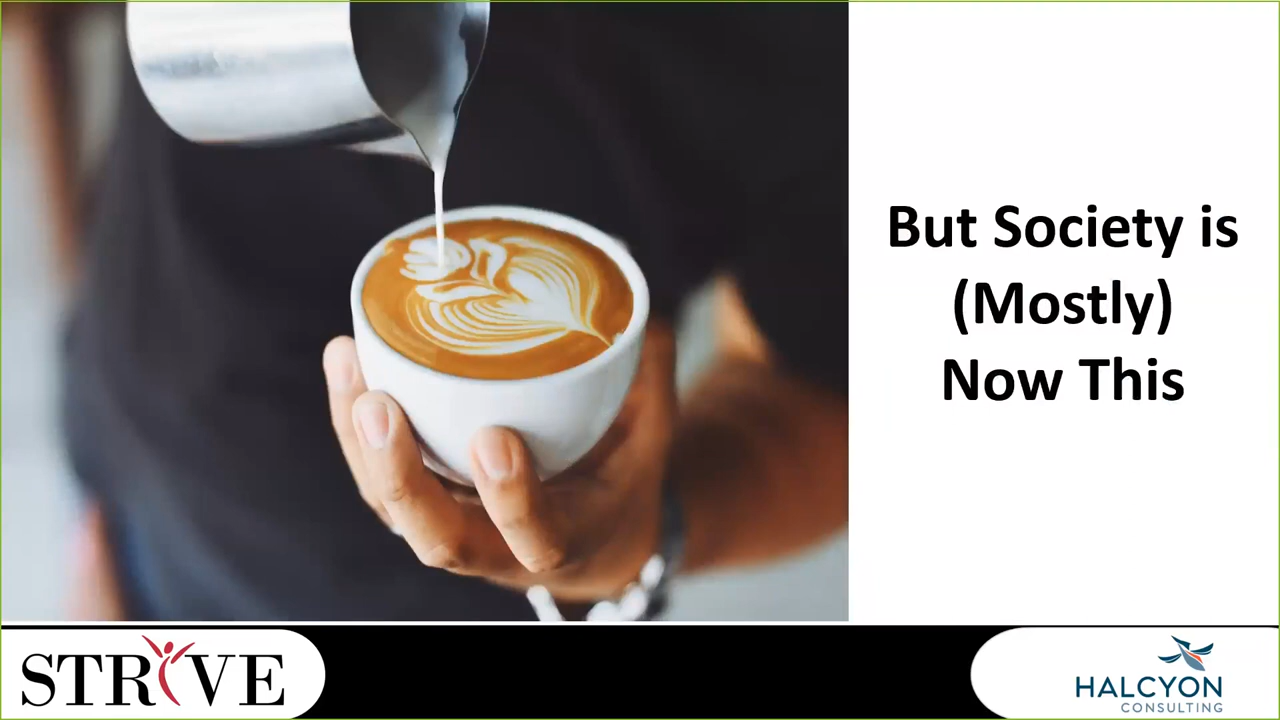 But Society is
(Mostly)
Now This
STRIVE
HALCYON
CONSULTING